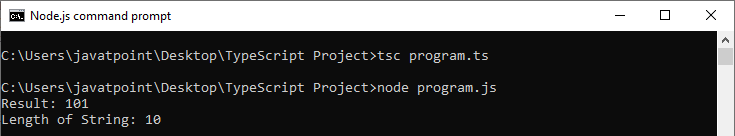 Node.js command prompt
C:\Users\javatpoint\Desktop\TypeScript Project>tsc program.ts
C:\Users\javatpoint\Desktop\TypeScript Project>node program.js
Result: 101
Length of String: 10